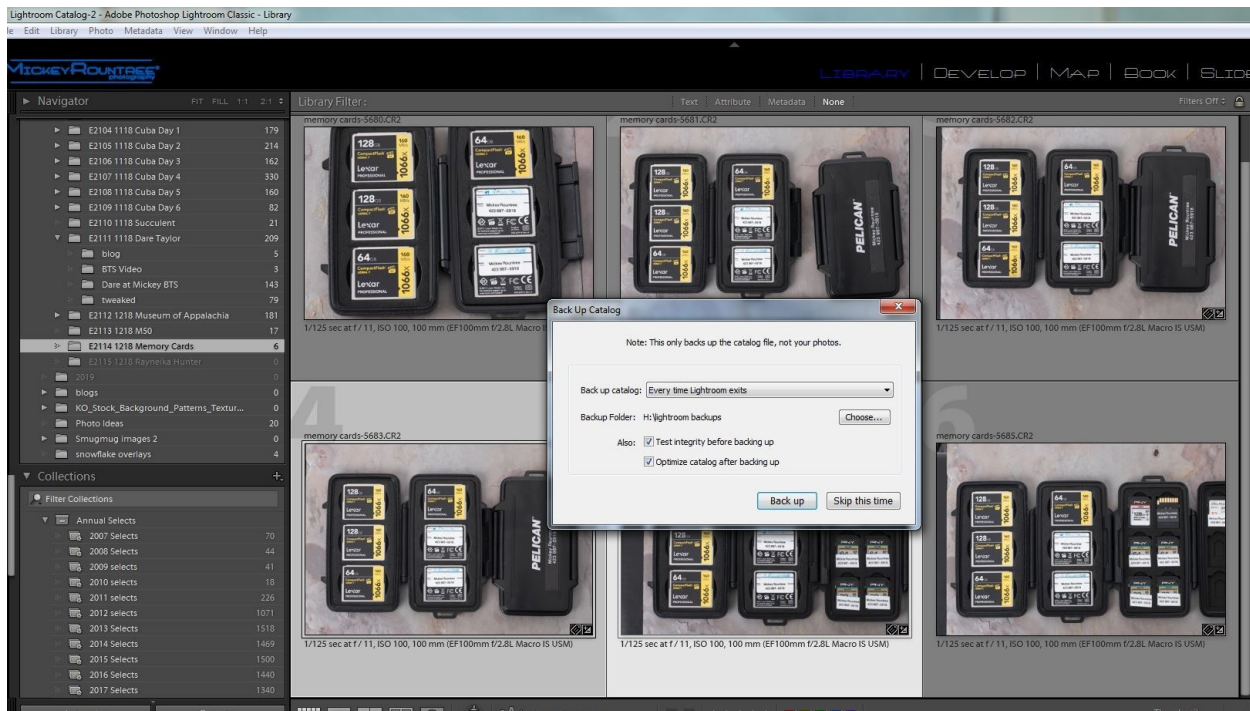 Lightroom Catalog-2 - Adobe Photoshop Lightroom Classic - Library
Edit Library Photo Metadata View Window Help
MICKEY ROUNTREE
photography
LIBRARY | DEVELOP | MAP | BOOK |
Navigator FIT FILL 1:1 2:1
E2104 1118 Cuba Day 1 179
E2105 1118 Cuba Day 2 214
E2106 1118 Cuba Day 3 162
E2107 1118 Cuba Day 4 330
E2108 1118 Cuba Day 5 160
E2109 1118 Cuba Day 6 82
E2110 1118 Succulent 21
E2111 1118 Dare Taylor 209
blog 5
BTS Video 3
Dare at Mickey BTS 143
tweaked 79
E2112 1218 Museum of Appalachia 181
E2113 1218 M50 17
E2114 1218 Memory Cards 6
E2115 1218 Rayneika Hunter 0
2019 0
blogs 0
KO_Stock_Background_Patterns_Textur... 0
Photo Ideas 20
Smugmug images 2 0
snowflake overlays 4
Collections
Filter Collections
Annual Selects
2007 Selects 70
2008 Selects 44
2009 Selects 41
2010 selects 18
2011 selects 226
2012 selects 1071
2013 Selects 1518
2014 Selects 1469
2015 Selects 1500
2016 Selects 1440
2017 Selects 1340
Library Filter: Text | Attribute | Metadata | None Filters Off
memory cards-5680.CR2
128 64
Lexar 1066x
PROFESSIONAL
1/125 sec at f / 11, ISO 100, 100 mm (EF100mm f/2.8L Macro
memory cards-5681.CR2
PELICAN
memory cards-5682.CR2
PELICAN
1/125 sec at f / 11, ISO 100, 100 mm (EF100mm f/2.8L Macro IS USM)
Back Up Catalog
Note: This only backs up the catalog file, not your photos.
Back up catalog: Every time Lightroom exits
Backup Folder: H:\lightroom backups Choose...
Also: Test integrity before backing up
Optimize catalog after backing up
Back up Skip this time
4
memory cards-5683.CR2
PELICAN
1/125 sec at f / 11, ISO 100, 100 mm (EF100mm f/2.8L Macro IS USM)
1/125 sec at f / 11, ISO 100, 100 mm (EF100mm f/2.8L Macro IS USM)
6
memory cards-5685.CR2
1/125 sec at f / 11, ISO 100, 100 mm (EF100mm f/2.8L Macro IS USM)